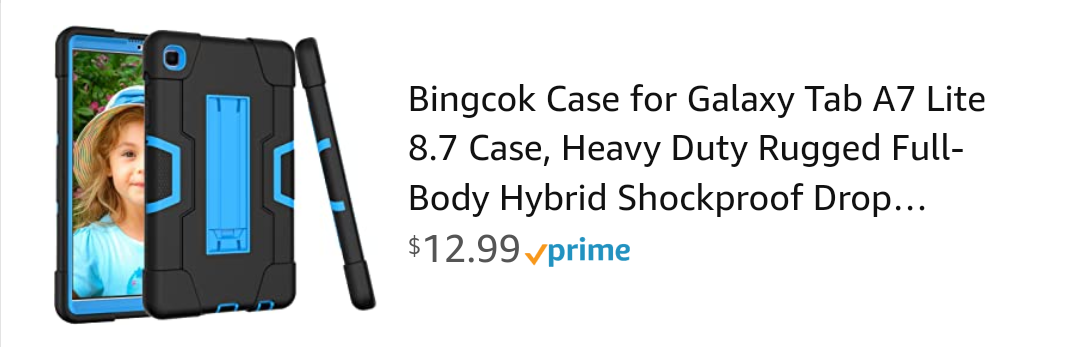 Bingcok Case for Galaxy Tab A7 Lite
8.7 Case, Heavy Duty Rugged Full-
Body Hybrid Shockproof Drop...
$12.99 prime